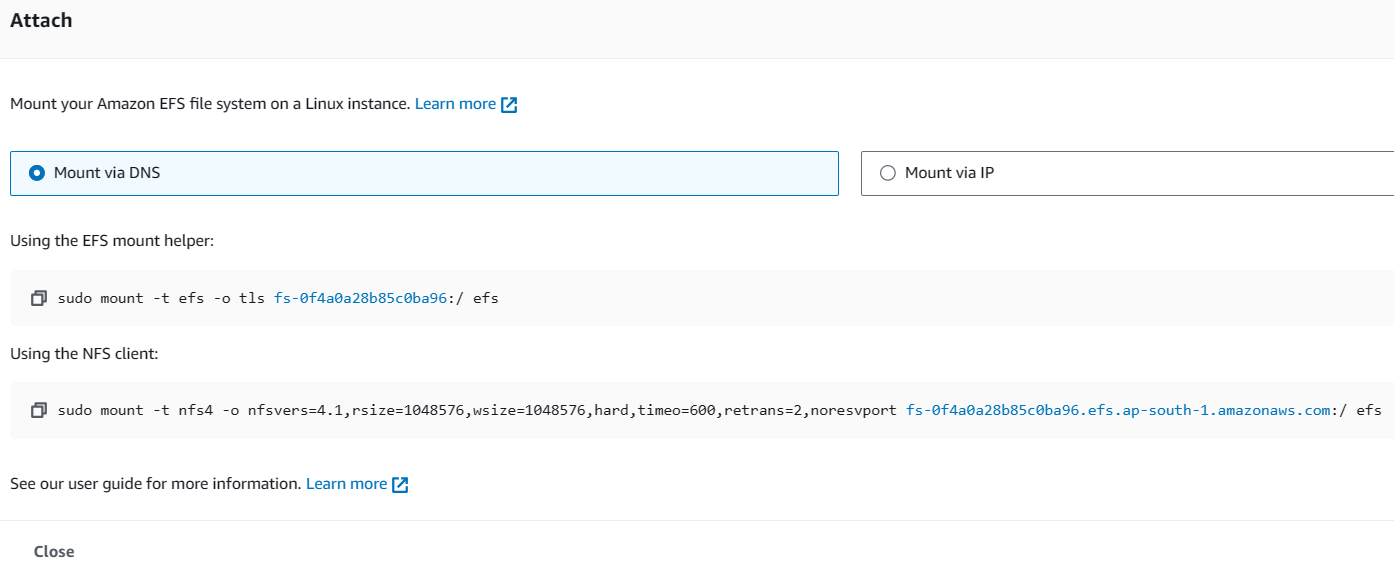 Attach
Mount your Amazon EFS file system on a Linux instance. Learn more
Mount via DNS
Mount via IP
Using the EFS mount helper:
sudo mount -t efs -o tls fs-0f4a0a28b85c0ba96:/ efs
Using the NFS client:
sudo mount -t nfs4 -o nfsvers=4.1,rsize=1048576,wsize=1048576,hard,timeo=600,retrans=2,noresvport fs-0f4a0a28b85c0ba96.efs.ap-south-1.amazonaws.com:/ efs
See our user guide for more information. Learn more
Close